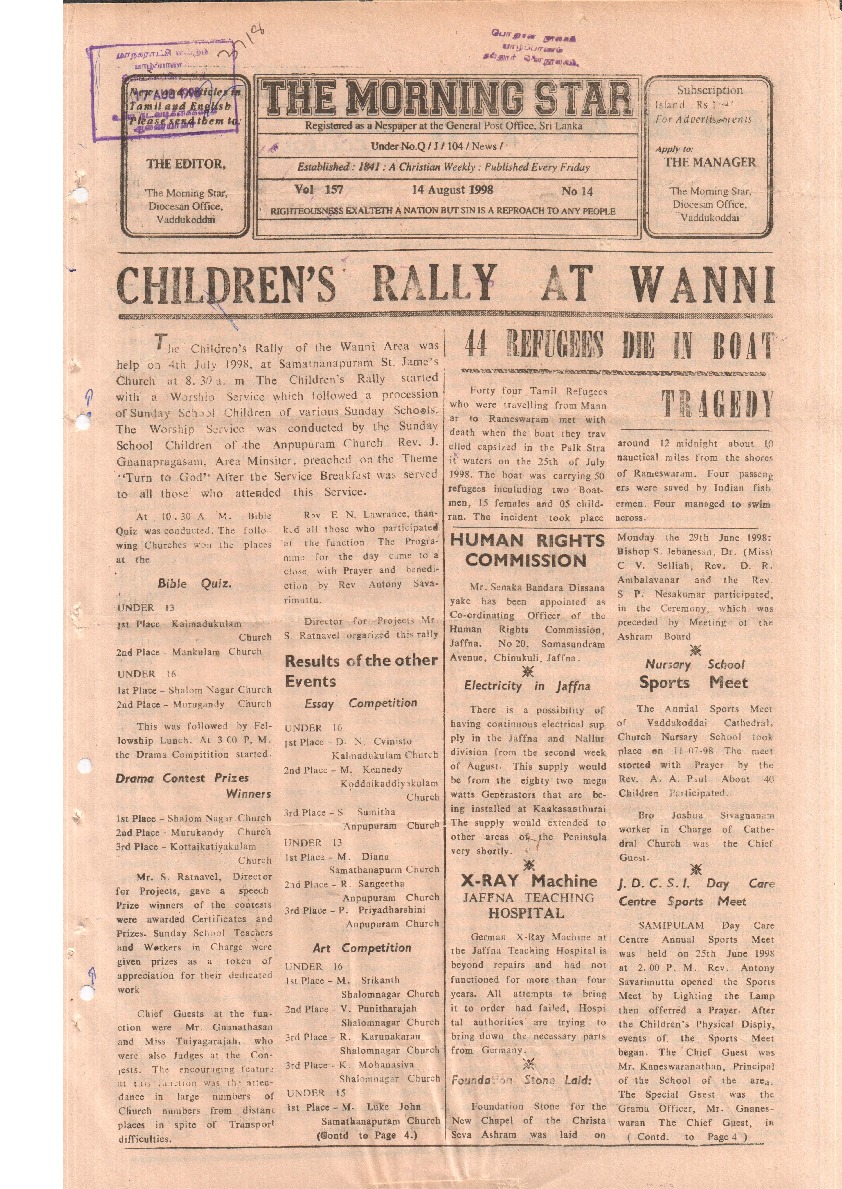 பொதுசன நூலகம்
யாழ்ப்பாணம்
17 AUG 1998
News and Articles in
Tamil and English
Please send them to:
THE EDITOR,
The Morning Star,
Diocesan Office,
Vaddukoddai
THE MORNING STAR
Registered as a Nespaper at the General Post Office, Sri Lanka
Under No.Q / J / 104 / News /
Established : 1841 : A Christian Weekly : Published Every Friday
Vol 157 14 August 1998 No 14
RIGHTEOUSNESS EXALTETH A NATION BUT SIN IS A REPROACH TO ANY PEOPLE
Subscription
Island : Rs
For Advertisments
Apply to:
THE MANAGER
The Morning Star,
Diocesan Office,
Vaddukoddai
CHILDREN'S RALLY AT WANNI
The Children's Rally of the Wanni Area was
help on 4th July 1998, at Samathanapuram St. Jame's
Church at 8.30 a. m The Children's Rally started
with a Worship Service which followed a procession
of Sunday School Children of various Sunday Schools.
The Worship Service was conducted by the Sunday
School Children of the Anpupuram Church Rev. J.
Gnanapragasam, Area Minsiter, preached on the Theme
"Turn to God" After the Service Breakfast was served
to all those who attended this Service.
At 10.30 A M. Bible
Quiz was conducted. The follo-
wing Churches won the places
at the
Bible Quiz.
UNDER 13
1st Place - Kalmadukulam
Church
2nd Place - Mankulam Church
UNDER 16
1st Place - Shalom Nagar Church
2nd Place - Morugandy Church
This was followed by Fel-
lowship Lunch. At 3 00 P. M.
the Drama Compitition started.
Drama Contest Prizes
Winners
1st Place - Shalom Nagar Church
2nd Place - Murukandy Church
3rd Place - Kottaikatiyakulam
Church
Mr. S. Ratnavel, Director
for Projects, gave a speech
Prize winners of the contests
were awarded Certificates and
Prizes. Sunday School Teachers
and Workers in Charge were
given prizes as a token of
appreciation for their dedicated
work
Chief Guests at the fun-
ction were Mr. Gnanathasan
and Miss Thiyagarajah, who
were also Judges at the Con-
tests. The encouraging feature
at this function was the atten-
dance in large numbers of
Church numbers from distant
places in spite of Transport
difficulties.
Rev E N. Lawrance, than-
ked all those who participated
at the function The Progra-
mme for the day came to a
close with Prayer and benedi-
ction by Rev Antony Sava-
rimuttu.
Director for Projects Mr.
S. Ratnavel organized this rally
Results of the other
Events
Essay Competition
UNDER 16
1st Place - D. N. Cvinisto
Kalmadukulam Church
2nd Place - M. Kennedy
Koddaikaddiyakulam
Church
3rd Place - S Sumitha
Anpupuram Church
UNDER 13
1st Place - M. Diana
Samathanapurm Church
2nd Place - R. Sangeetha
Anpupuram Church
3rd Place - P. Priyadharshini
Anpupuram Church
Art Competition
UNDER 16
1st Place - M. Srikanth
Shalomnagar Church
2nd Place - V. Punitharajah
Shalomnagar Church
3rd Place - R. Karunakaran
Shalomnagar Church
3rd Place - K. Mohanasiva
Shalomnagar Church
UNDER 15
1st Place - M. Luke John
Samathanapuram Church
(Contd to Page 4.)
44 REFUGEES DIE IN BOAT
TRAGEDY
Forty four Tamil Refugees
who were travelling from Mann
ar to Rameswaram met with
death when the boat they trav
elled capsized in the Palk Stra
it waters on the 25th of July
1998. The boat was carrying 50
refugees inculuding two Boat-
men, 15 females and 05 child-
ran. The incident took place
around 12 midnight about 10
nauctical miles from the shores
of Rameswaram. Four passeng
ers were saved by Indian fish
ermen. Four managed to swim
across.
HUMAN RIGHTS
COMMISSION
Mr. Senaka Bandara Dissana
yake has been appointed as
Co-ordinating Officer of the
Human Rights Commission,
Jaffna. No 20, Somasundram
Avenue, Chinukuli, Jaffna.
Electricity in Jaffna
There is a possibility of
having continuous electrical sup
ply in the Jaffna and Nallur
division from the second week
of August. This supply would
be from the eighty two mega
watts Generastors that are be-
ing installed at Kaakasanthurai
The supply would extended to
other areas of the Peninsula
very shortly.
X-RAY Machine
JAFFNA TEACHING
HOSPITAL
German X-Ray Machine at
the Jaffna Teaching Hospital is
beyond repairs and had not
functioned for more than four
years. All attempts to bring
it to order had failed, Hospi
tal authorities are trying to
bring down the necessary parts
from Germany.
Foundation Stone Laid:
Foundation Stone for the
New Chapel of the Christa
Seva Ashram was laid on
Monday the 29th June 1998:
Bishop S. Jebanesan, Dr. (Miss)
C V. Selliah, Rev. D. R.
Ambalavanar and the Rev.
S P. Nesakumar participated,
in the Ceremony, which was
preceded by Meeting of the
Ashram Board
Nursary School
Sports Meet
The Annual Sports Meet
of Vaddukoddai Cathedral,
Church Nursary School took
place on 11-07-98. The meet
started with Prayer by the
Rev. A. A. Paul. About 40
Children Participated.
Bro Joshua Sivagnanam
worker in Charge of Cathe-
dral Church was the Chief
Guest.
J. D. C. S. I. Day Care
Centre Sports Meet
SAMIPULAM Day Care
Centre Annual Sports Meet
was held on 25th June 1998
at 2.00 P. M. Rev. Antony
Savarimuttu opened the Sports
Meet by Lighting the Lamp
then offerred a Prayer. After
the Children's Physical Disply,
events of the Sports Meet
began. The Chief Guest was
Mr. Kaneswaranathan, Principal
of the School of the area.
The Special Guest was the
Grama Officer, Mr. Gnanes-
waran The Chief Guest, in
( Contd. to Page 4 )